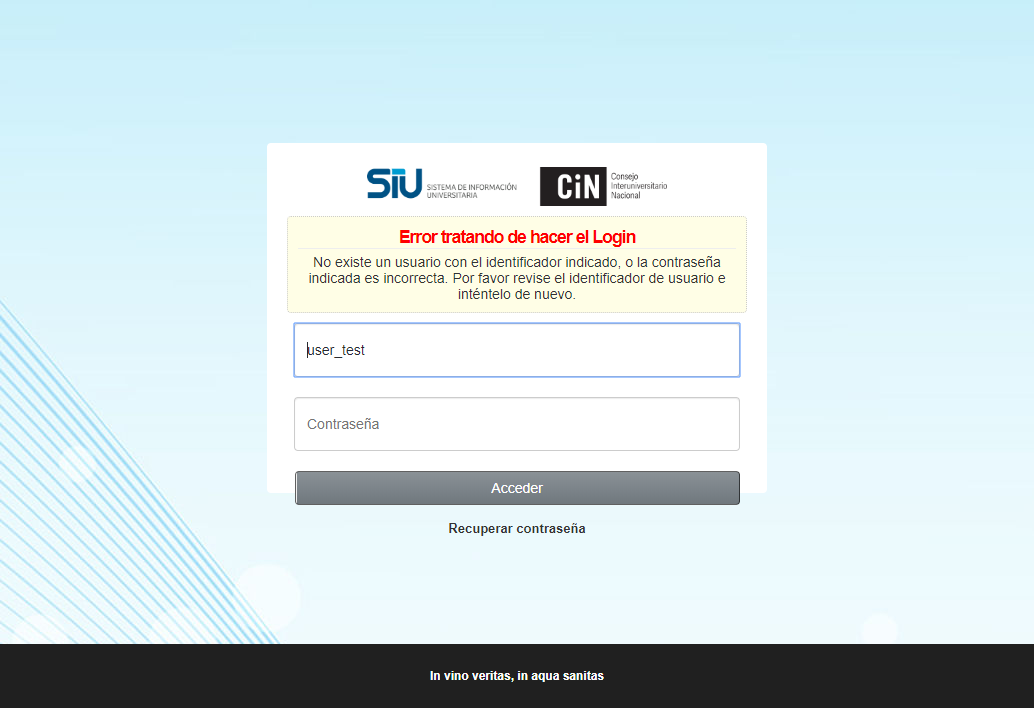 SIU SISTEMA DE INFORMACIÓN
UNIVERSITARIA
CiN Consejo
Interuniversitario
Nacional
Error tratando de hacer el Login
No existe un usuario con el identificador indicado, o la contraseña
indicada es incorrecta. Por favor revise el identificador de usuario e
inténtelo de nuevo.
user_test
Contraseña
Acceder
Recuperar contraseña
In vino veritas, in aqua sanitas